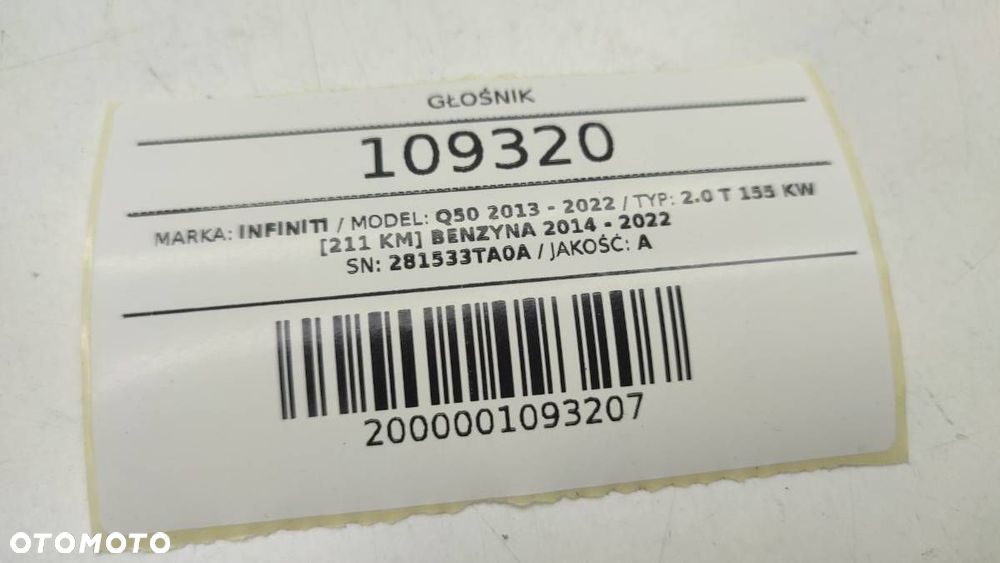 GŁOŚNIK
109320
MARKA: INFINITI / MODEL: Q50 2013 - 2022 / TYP: 2.0 T 155 KW
[211 KM] BENZYNA 2014 - 2022
SN: 281533TA0A / JAKOŚĆ: A
2000001093207
OTOMOTO